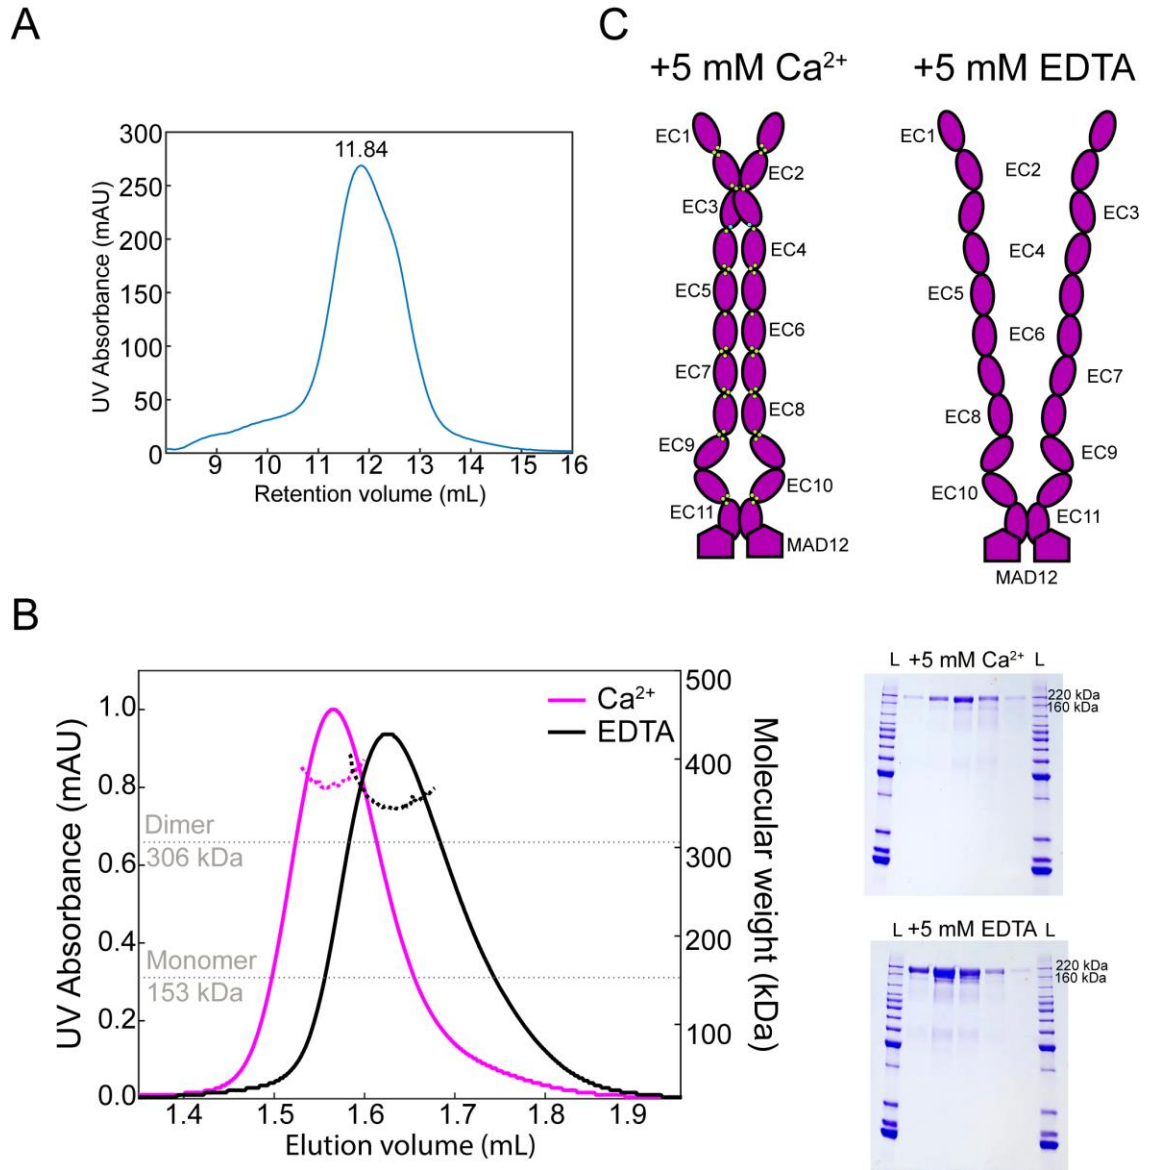 A
300
250
200
150
100
50
0
11.84
9 10 11 12 13 14 15 16
UV Absorbance (mAU)
Retention volume (mL)
C
+5 mM Ca²⁺
EC1
EC2
EC3
EC4
EC5
EC6
EC7
EC8
EC9
EC10
EC11
MAD12
+5 mM EDTA
EC1
EC2
EC3
EC4
EC5
EC6
EC7
EC8
EC9
EC10
EC11
MAD12
B
1.0
0.8
0.6
0.4
0.2
0.0
UV Absorbance (mAU)
1.4 1.5 1.6 1.7 1.8 1.9
Elution volume (mL)
500
400
300
200
100
Molecular weight (kDa)
Ca²⁺
EDTA
Dimer
306 kDa
Monomer
153 kDa
L +5 mM Ca²⁺ L
220 kDa
160 kDa
L +5 mM EDTA L
220 kDa
160 kDa